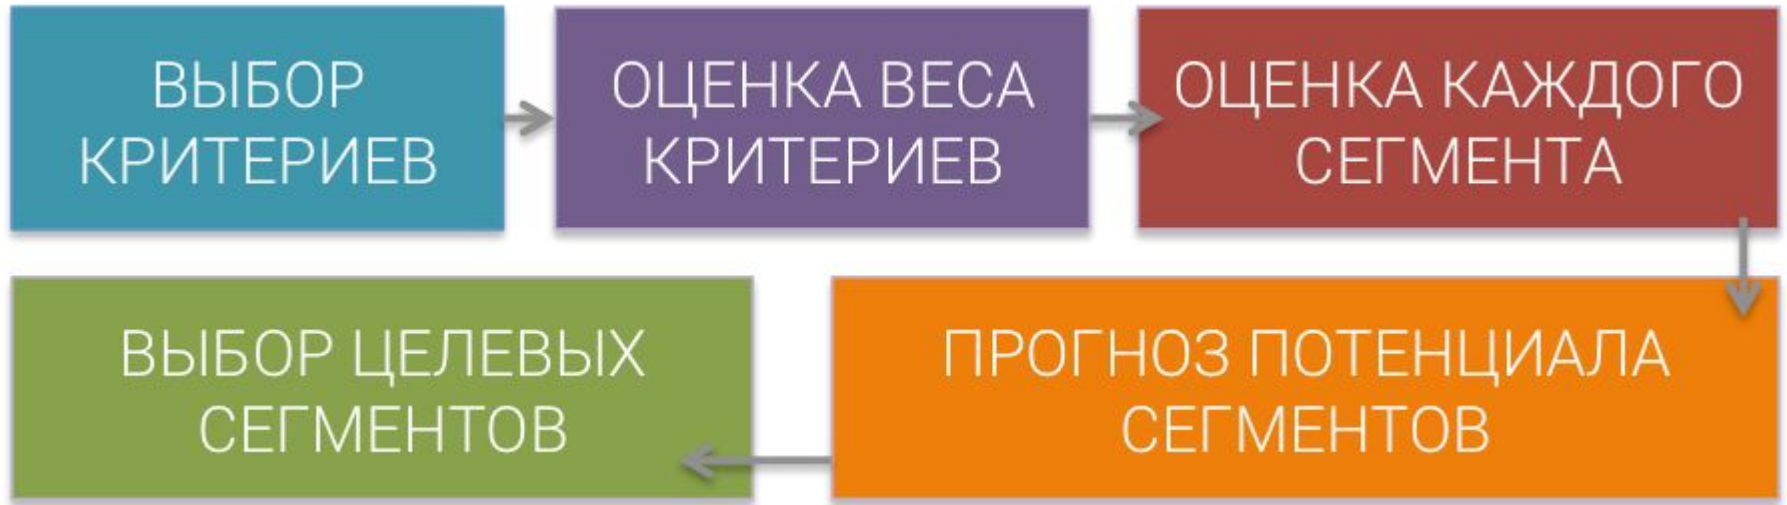 ВЫБОР
КРИТЕРИЕВ
ОЦЕНКА ВЕСА
КРИТЕРИЕВ
ОЦЕНКА КАЖДОГО
СЕГМЕНТА
ПРОГНОЗ ПОТЕНЦИАЛА
СЕГМЕНТОВ
ВЫБОР ЦЕЛЕВЫХ
СЕГМЕНТОВ